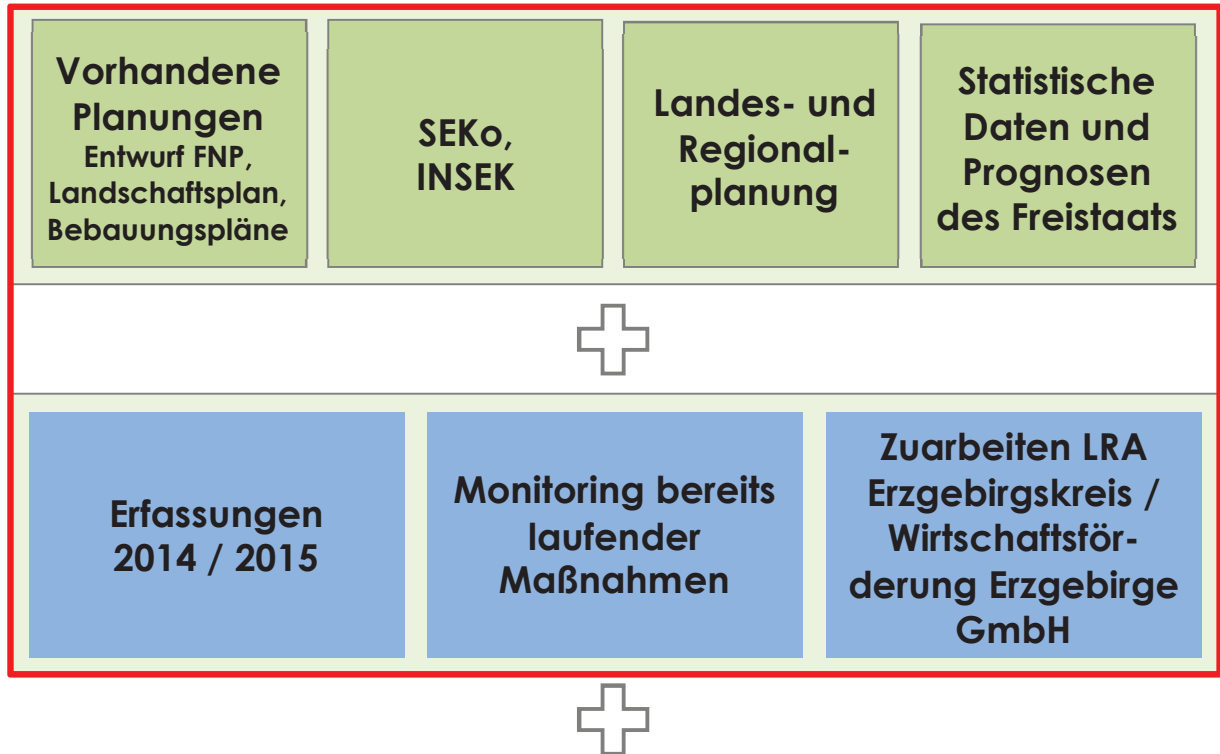 Vorhandene
Planungen
Entwurf FNP,
Landschaftsplan,
Bebauungspläne
SEKo,
INSEK
Landes- und
Regional-
planung
Statistische
Daten und
Prognosen
des Freistaats
Erfassungen
2014 / 2015
Monitoring bereits
laufender
Maßnahmen
Zuarbeiten LRA
Erzgebirgskreis /
Wirtschaftsför-
derung Erzgebirge
GmbH